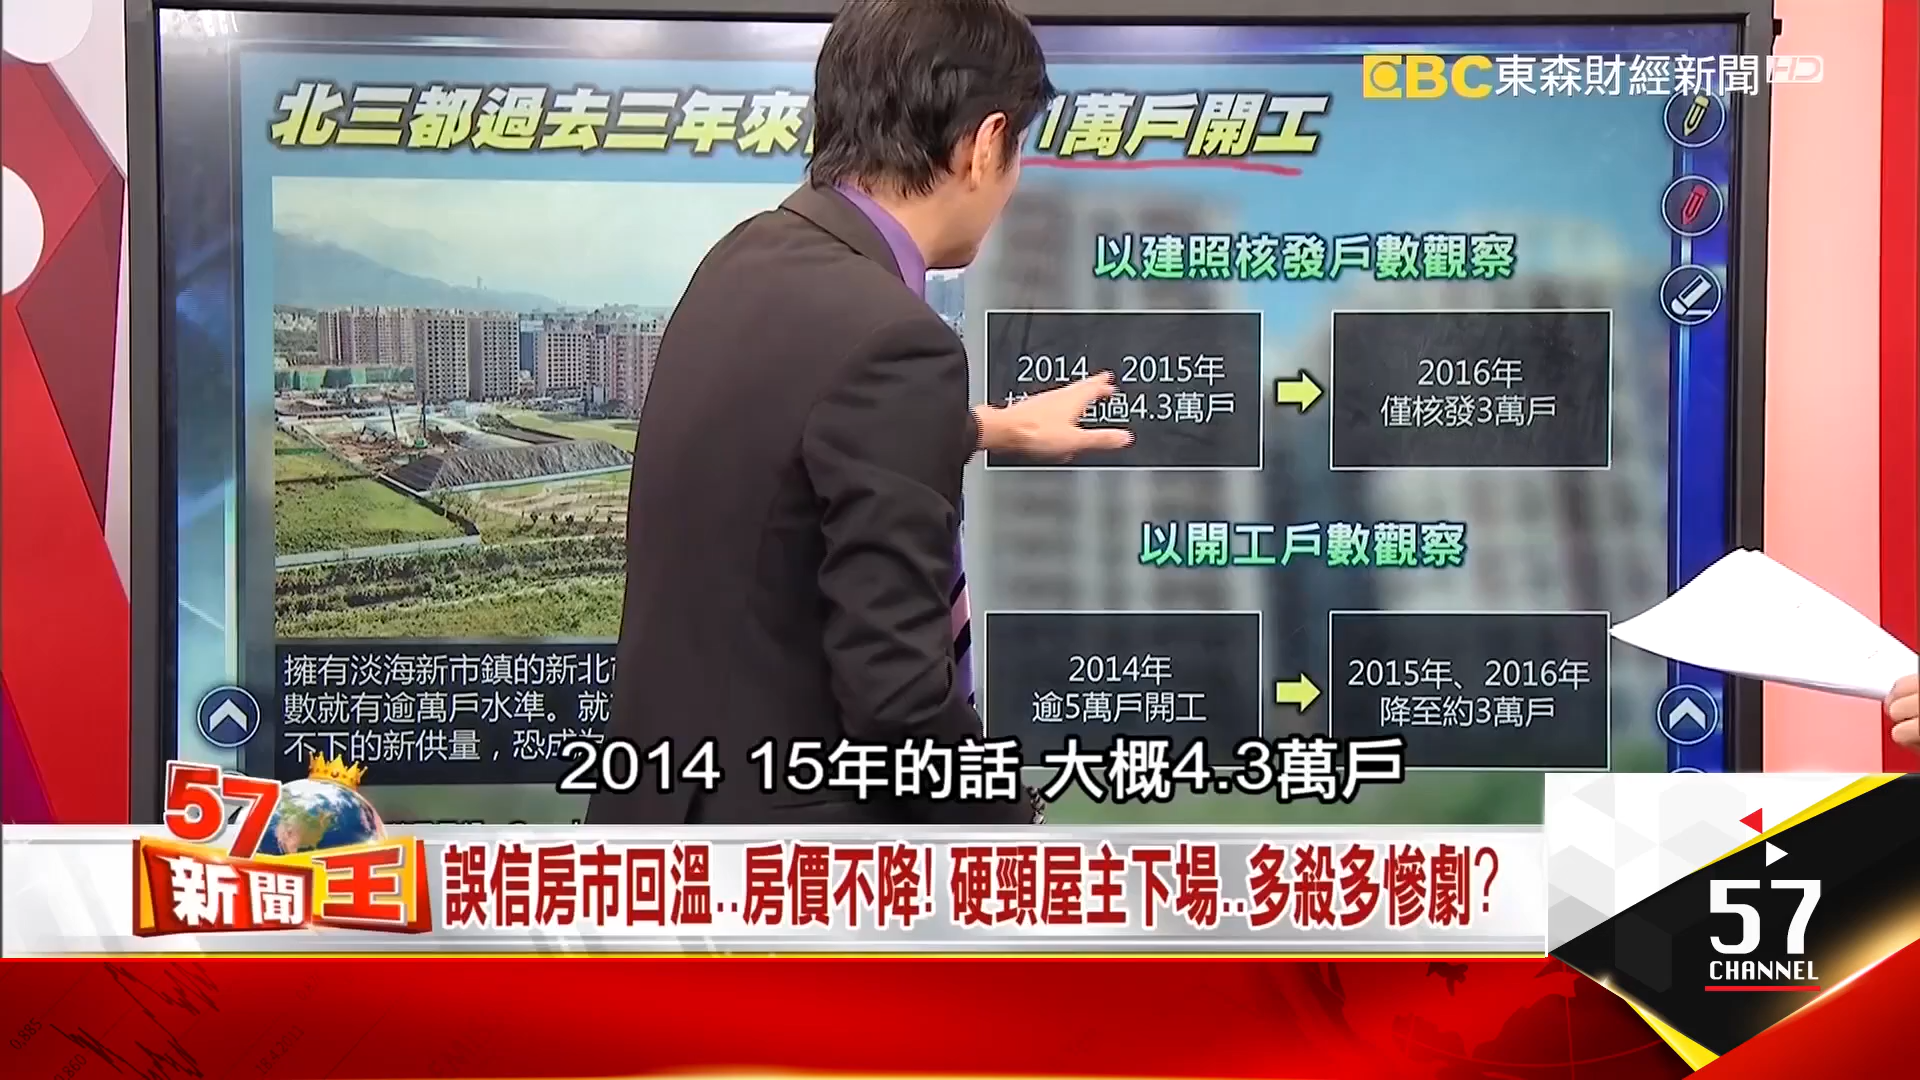 EBC東森財經新聞HD
北三都過去三年來
1萬戶開工
以建照核發戶數觀察
2014 2015年
超過4.3萬戶
2016年
僅核發3萬戶
以開工戶數觀察
2014年
逾5萬戶開工
2015年、2016年
降至約3萬戶
擁有淡海新市鎮的新北
數就有逾萬戶水準。就
不下的新供量，恐成為
2014 15年的話 大概4.3萬戶
57
新聞王
誤信房市回溫..房價不降! 硬頸屋主下場..多殺多慘劇?
57
CHANNEL